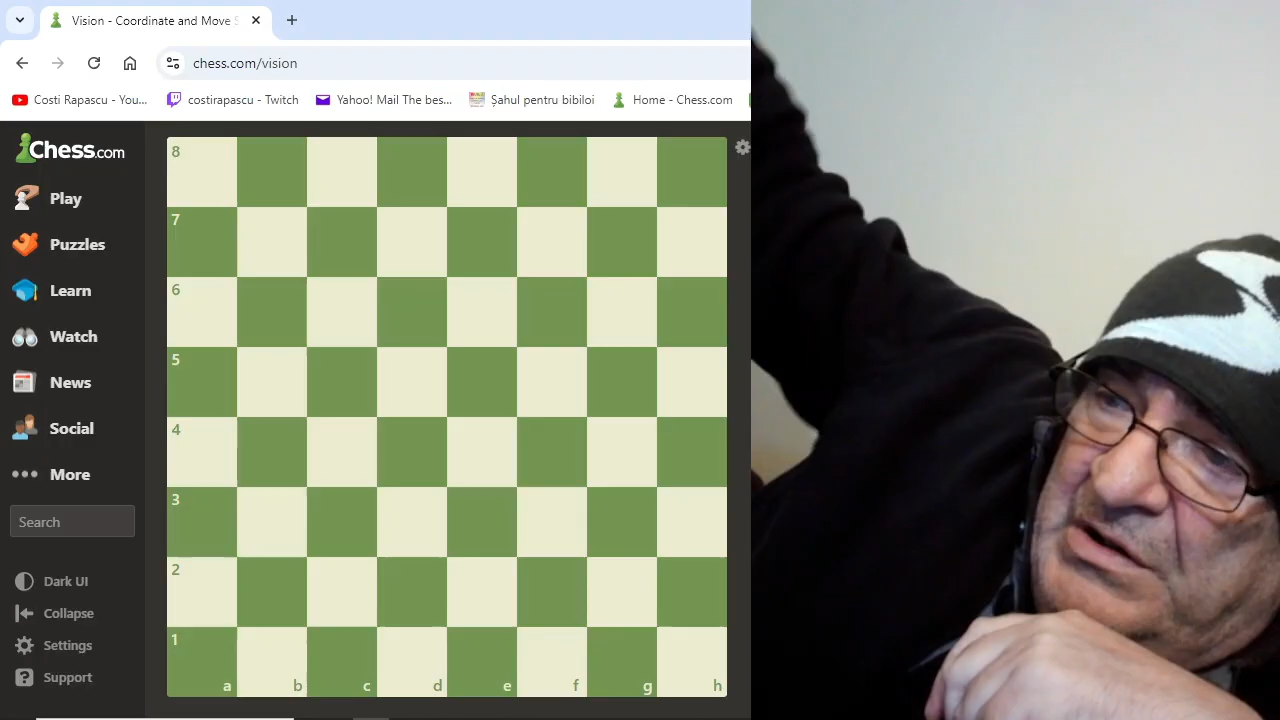 Vision - Coordinate and Move S
chess.com/vision
Costi Rapascu - You...
costirapascu - Twitch
Yahoo! Mail The bes...
Șahul pentru bibiloi
Home - Chess.com
Chess.com
Play
Puzzles
Learn
Watch
News
Social
More
Search
Dark UI
Collapse
Settings
Support
8
7
6
5
4
3
2
1
a b c d e f g h